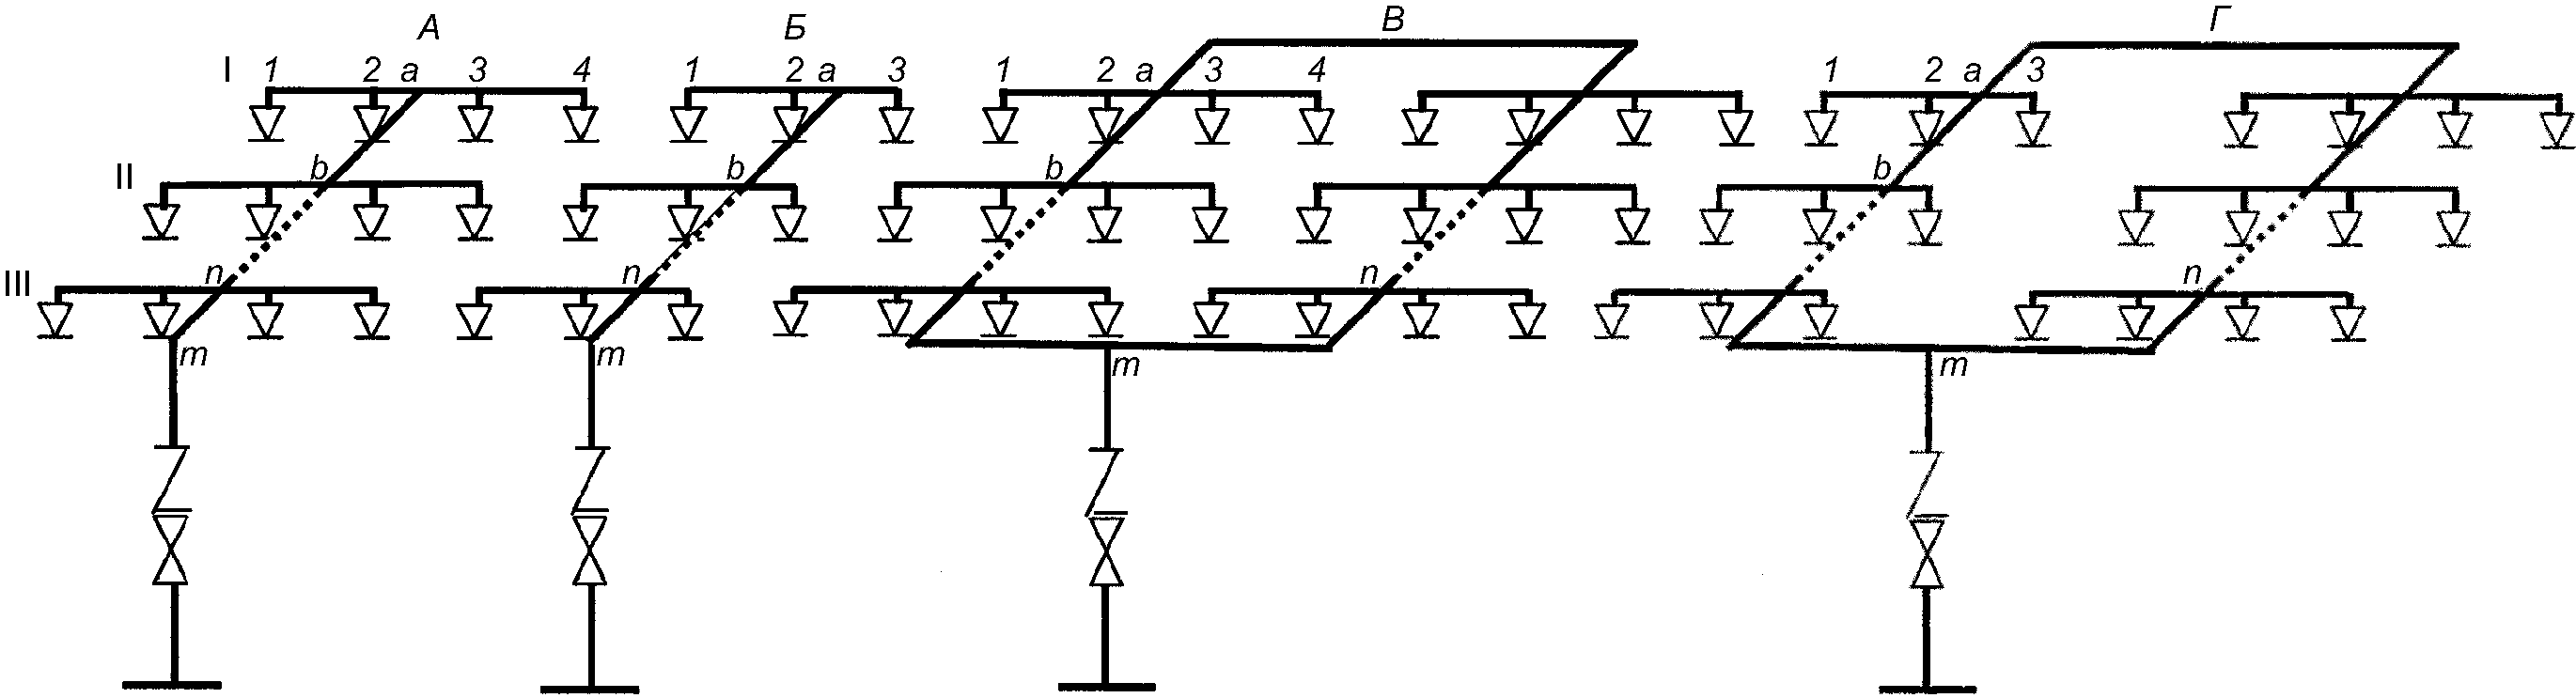 А Б В Г
I 1 2 a 3 4 1 2 a 3 1 2 a 3 4 1 2 a 3
II b b b b
III n n n n
m m m m